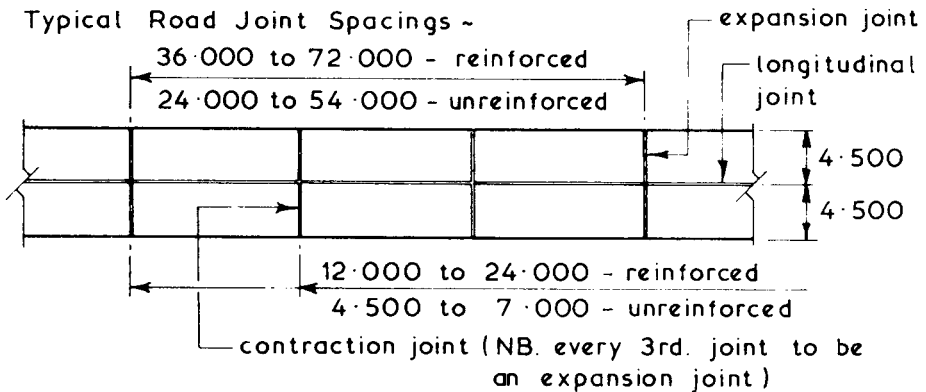 Typical Road Joint Spacings ~
expansion joint
36·000 to 72·000 - reinforced
longitudinal
joint
24·000 to 54·000 - unreinforced
4·500
4·500
12·000 to 24·000 - reinforced
4·500 to 7·000 - unreinforced
contraction joint (NB. every 3rd. joint to be
an expansion joint)